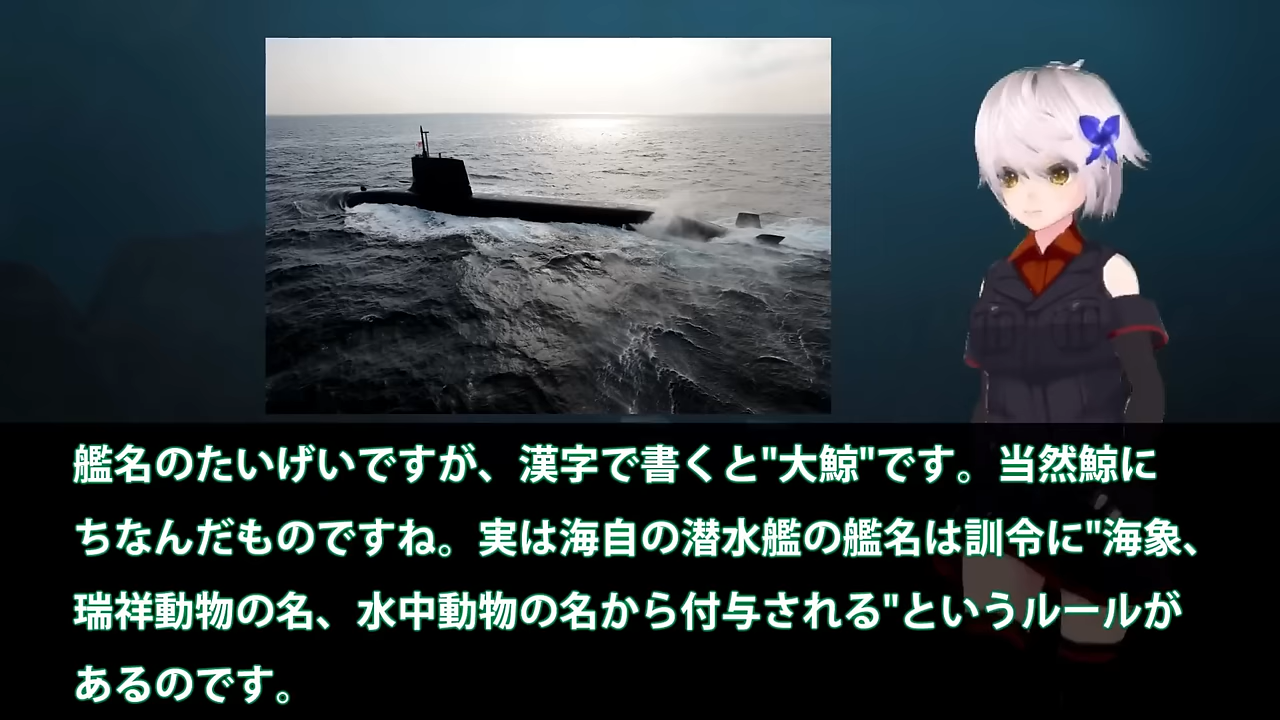 艦名のたいげいですが、漢字で書くと"大鯨"です。当然鯨に
ちなんだものですね。実は海自の潜水艦の艦名は訓令に"海象、
瑞祥動物の名、水中動物の名から付与される"というルールが
あるのです。